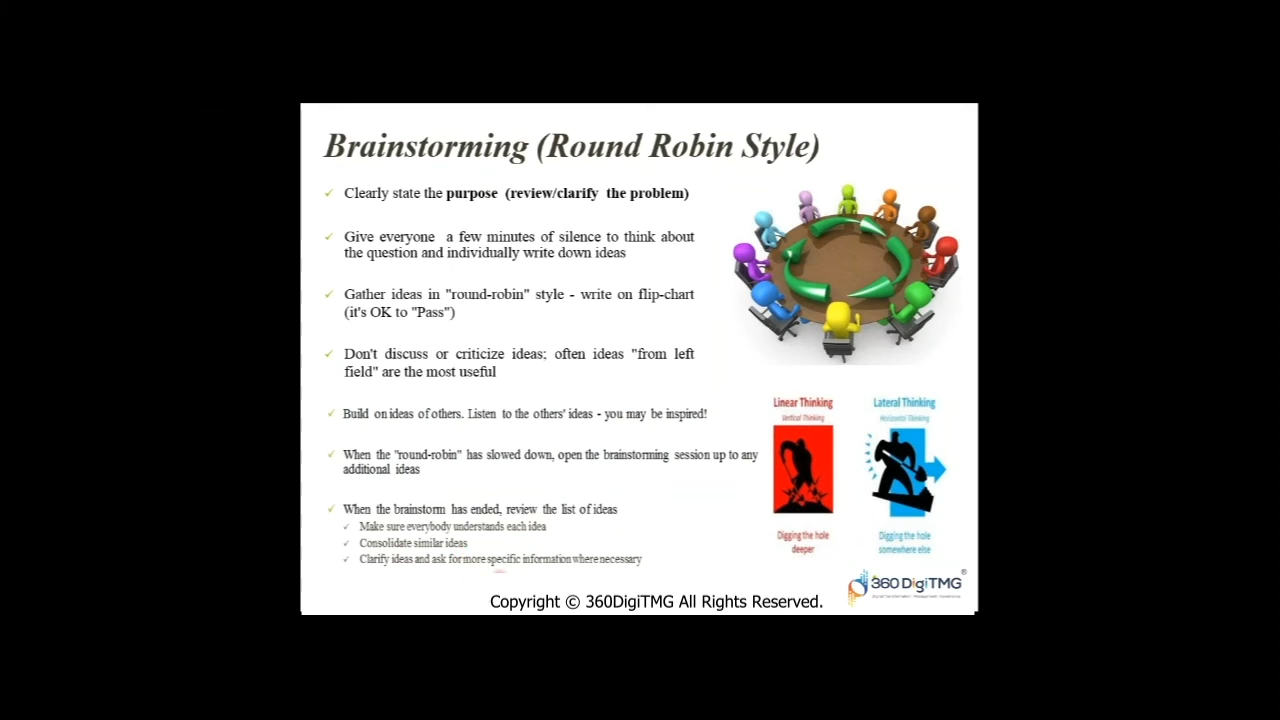 Brainstorming (Round Robin Style)
Clearly state the purpose (review/clarify the problem)
Give everyone a few minutes of silence to think about
the question and individually write down ideas
Gather ideas in "round-robin" style - write on flip-chart
(it's OK to "Pass")
Don't discuss or criticize ideas; often ideas "from left
field" are the most useful
Build on ideas of others. Listen to the others' ideas - you may be inspired!
When the "round-robin" has slowed down, open the brainstorming session up to any
additional ideas
When the brainstorm has ended, review the list of ideas
Make sure everybody understands each idea
Consolidate similar ideas
Clarify ideas and ask for more specific information where necessary
Linear Thinking
Vertical Thinking
Digging the hole
deeper
Lateral Thinking
Horizontal Thinking
Digging the hole
somewhere else
360DigiTMG®
Copyright © 360DigiTMG All Rights Reserved.